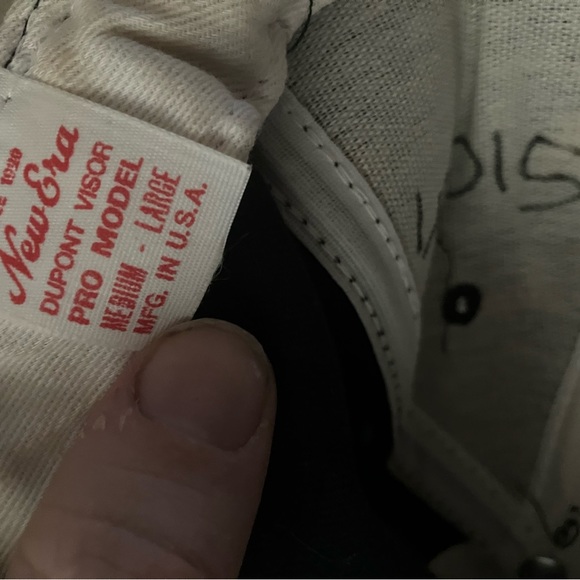 1920
New Era
DUPONT VISOR
PRO MODEL
MEDIUM - LARGE
MFG. IN U.S.A.